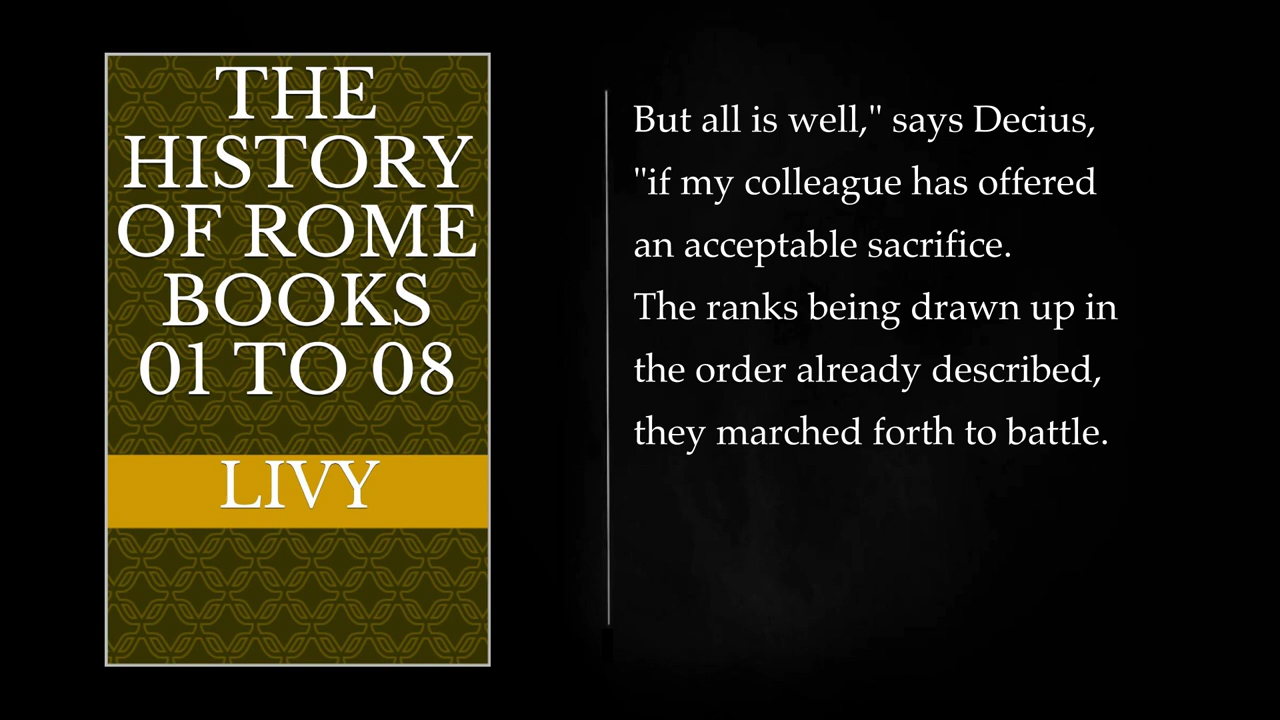 THE
HISTORY
OF ROME
BOOKS
01 TO 08
LIVY
But all is well," says Decius,
"if my colleague has offered
an acceptable sacrifice.
The ranks being drawn up in
the order already described,
they marched forth to battle.